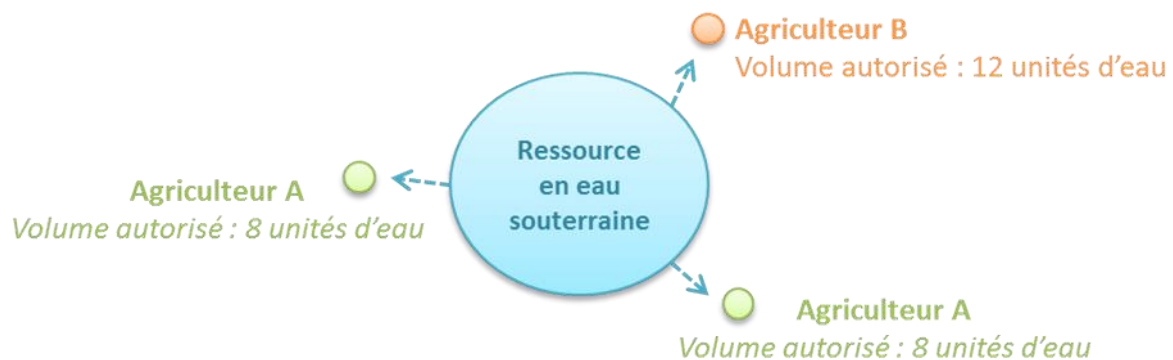 Agriculteur B
Volume autorisé : 12 unités d'eau
Ressource
en eau
souterraine
Agriculteur A
Volume autorisé : 8 unités d'eau
Agriculteur A
Volume autorisé : 8 unités d'eau